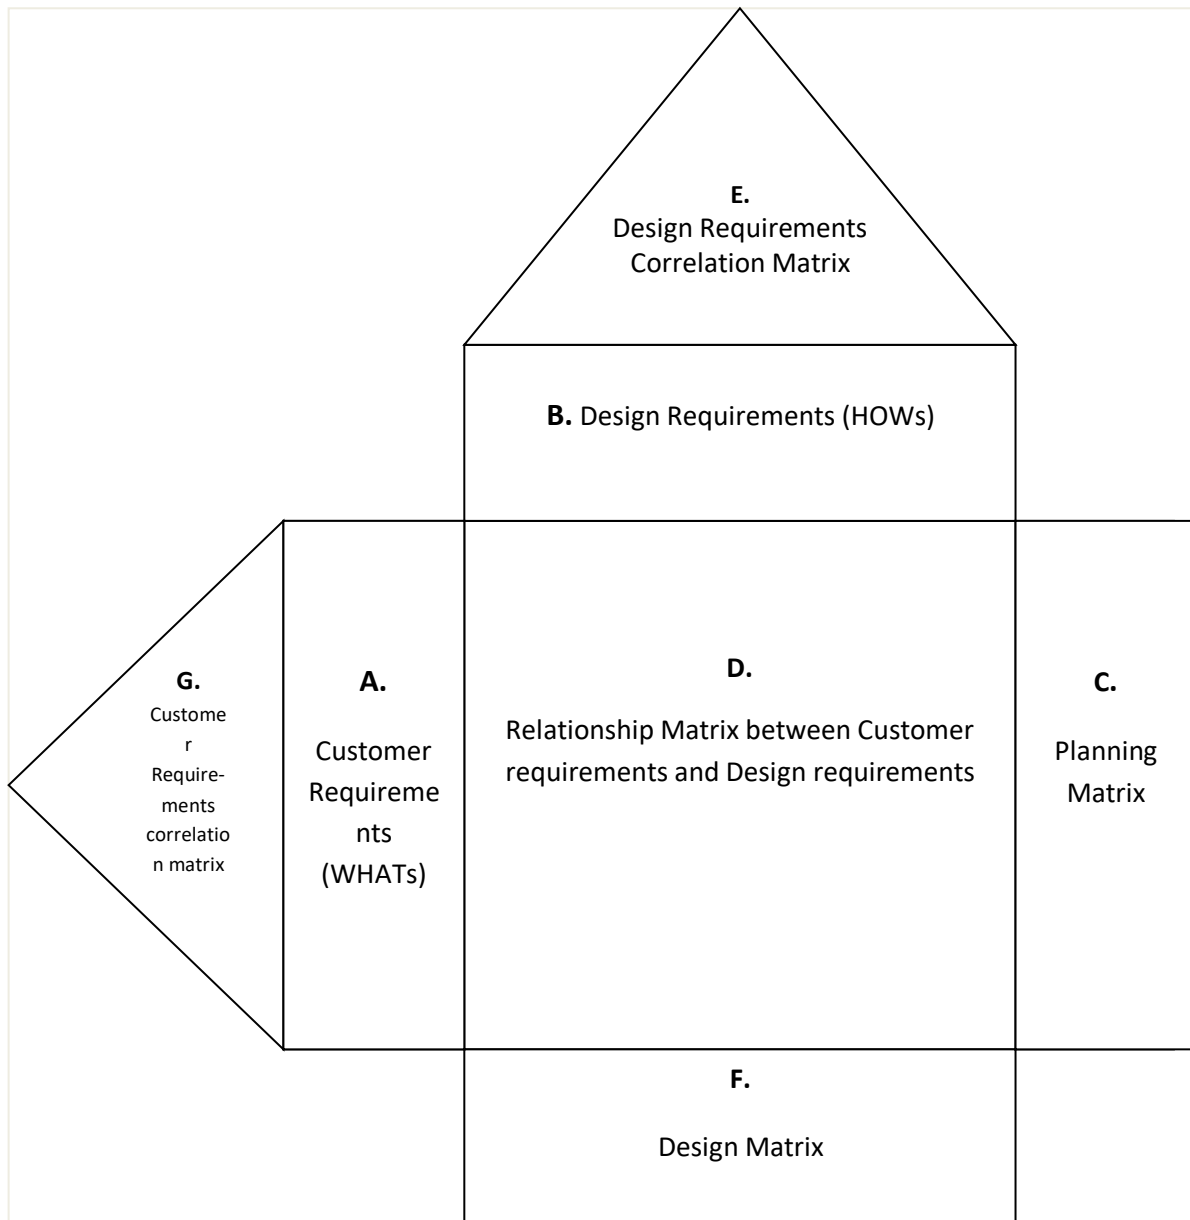 E.
Design Requirements
Correlation Matrix
B. Design Requirements (HOWs)
G.
Custome
r
Require-
ments
correlatio
n matrix
A.
Customer
Requireme
nts
(WHATs)
D.
Relationship Matrix between Customer
requirements and Design requirements
C.
Planning
Matrix
F.
Design Matrix